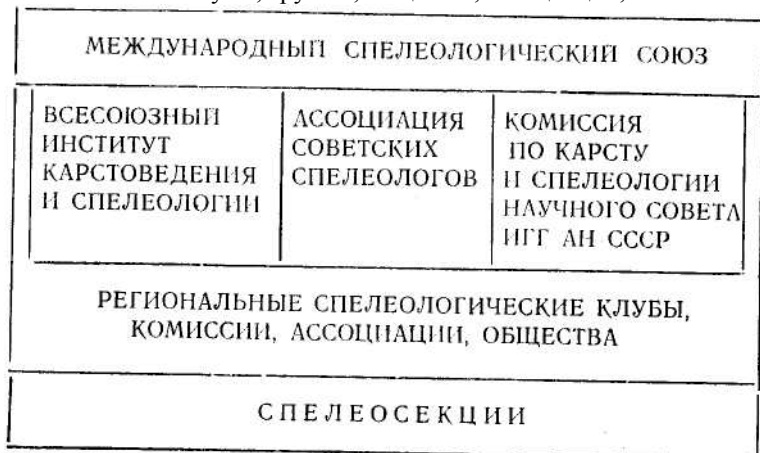 МЕЖДУНАРОДНЫЙ СПЕЛЕОЛОГИЧЕСКИЙ СОЮЗ
ВСЕСОЮЗНЫЙ
ИНСТИТУТ
КАРСТОВЕДЕНИЯ
И СПЕЛЕОЛОГИИ
АССОЦИАЦИЯ
СОВЕТСКИХ
СПЕЛЕОЛОГОВ
КОМИССИЯ
ПО КАРСТУ
И СПЕЛЕОЛОГИИ
НАУЧНОГО СОВЕТА
ИГГ АН СССР
РЕГИОНАЛЬНЫЕ СПЕЛЕОЛОГИЧЕСКИЕ КЛУБЫ,
КОМИССИИ, АССОЦИАЦИИ, ОБЩЕСТВА
СПЕЛЕОСЕКЦИИ